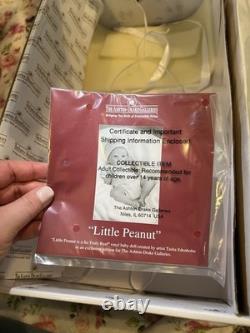 THE ASHTON-DRAKE GALLERIES
Certificate and Important
Shipping Information Enclosed
COLLECTIBLE ITEM
Adult Collectible: Recommended for
children over 14 years of age.
The Ashton-Drake Galleries
Niles, IL 60714 USA
"Little Peanut"
"Little Peanut" is a So Truly Real® vinyl baby doll created by artist Tasha Edenholm
in an exclusive edition for The Ashton-Drake Galleries.